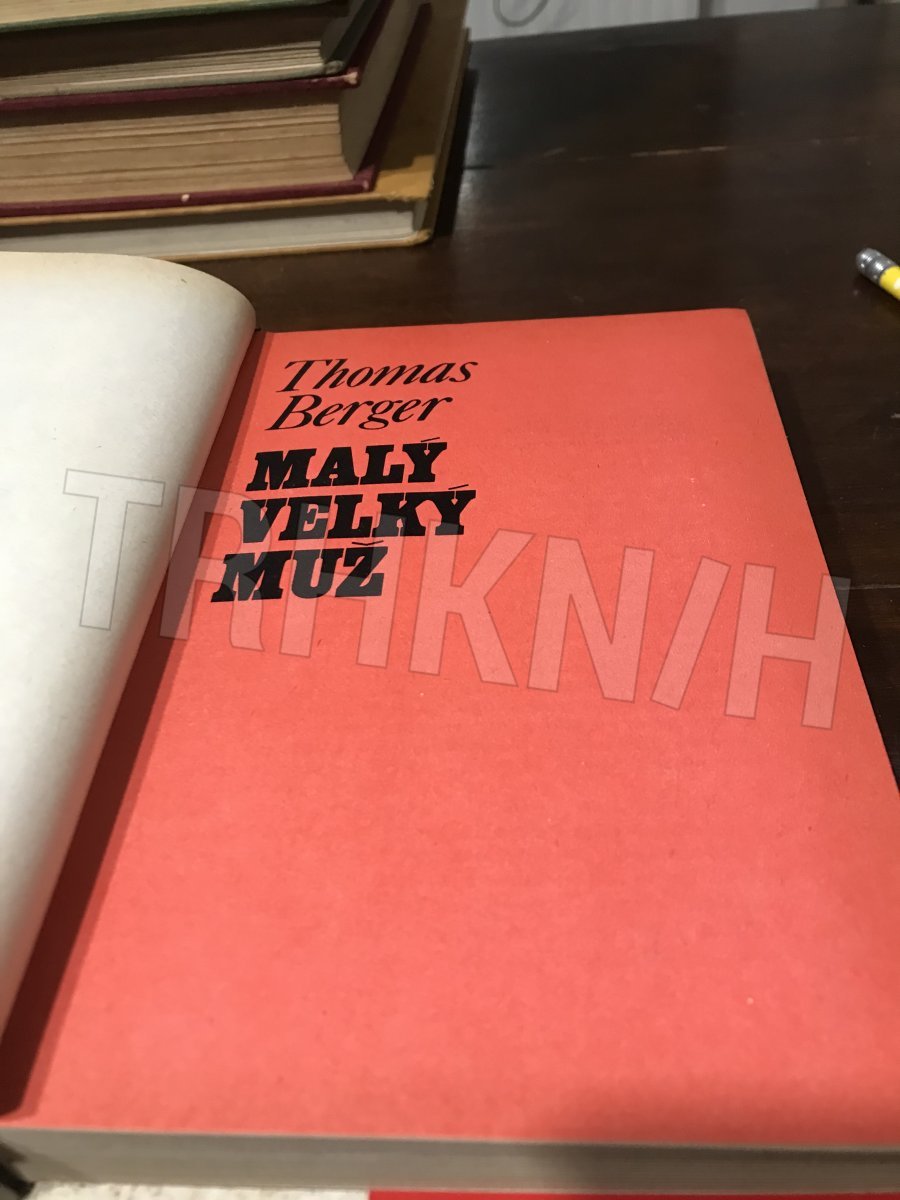 Thomas
Berger
MALÝ
VELKÝ
MUŽ
TRHKNIH